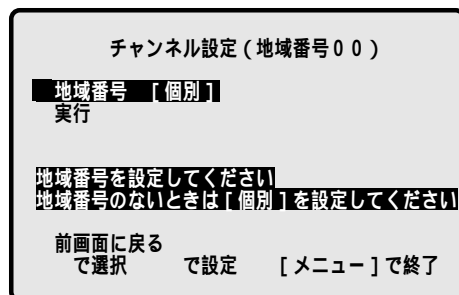 チャンネル設定(地域番号00)
地域番号 [個別]
実行
地域番号を設定してください
地域番号のないときは[個別]を設定してください
前画面に戻る
で選択 で設定 [メニュー]で終了